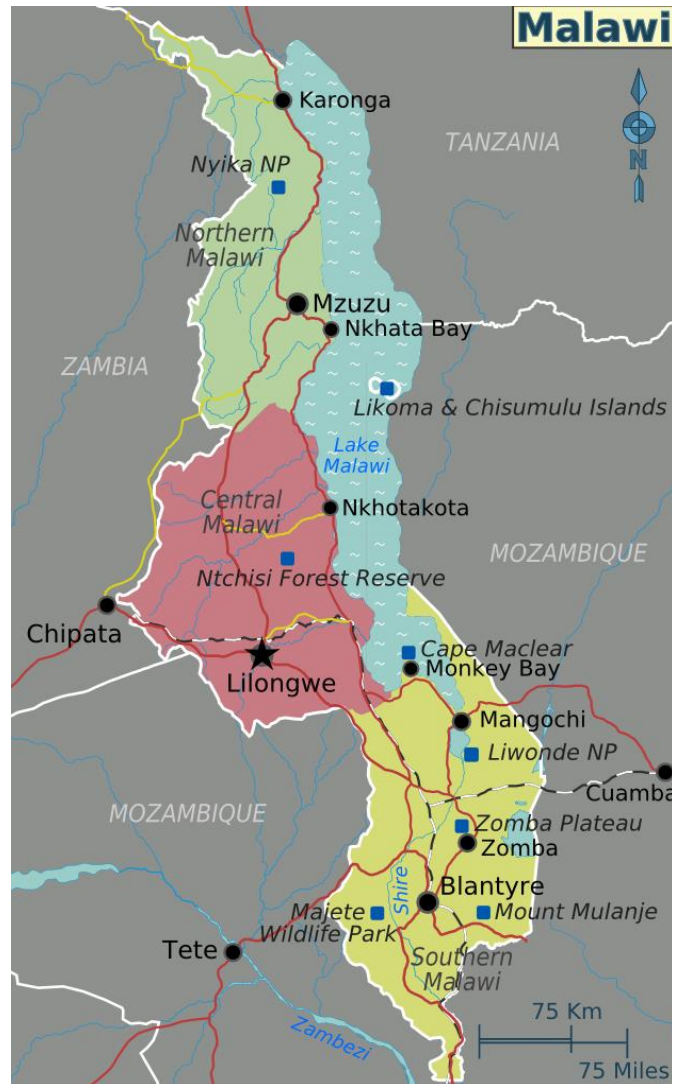 Malawi
Karonga
TANZANIA
N
Nyika NP
Northern
Malawi
Mzuzu
Nkhata Bay
ZAMBIA
Likoma & Chisumulu Islands
Lake
Malawi
Central
Malawi
Nkhotakota
MOZAMBIQUE
Ntchisi Forest Reserve
Chipata
Cape Maclear
Monkey Bay
Lilongwe
Mangochi
Liwonde NP
Cuamba
MOZAMBIQUE
Zomba Plateau
Zomba
Shire
Blantyre
Majete
Wildlife Park
Mount Mulanje
Tete
Southern
Malawi
Zambezi
75 Km
75 Miles